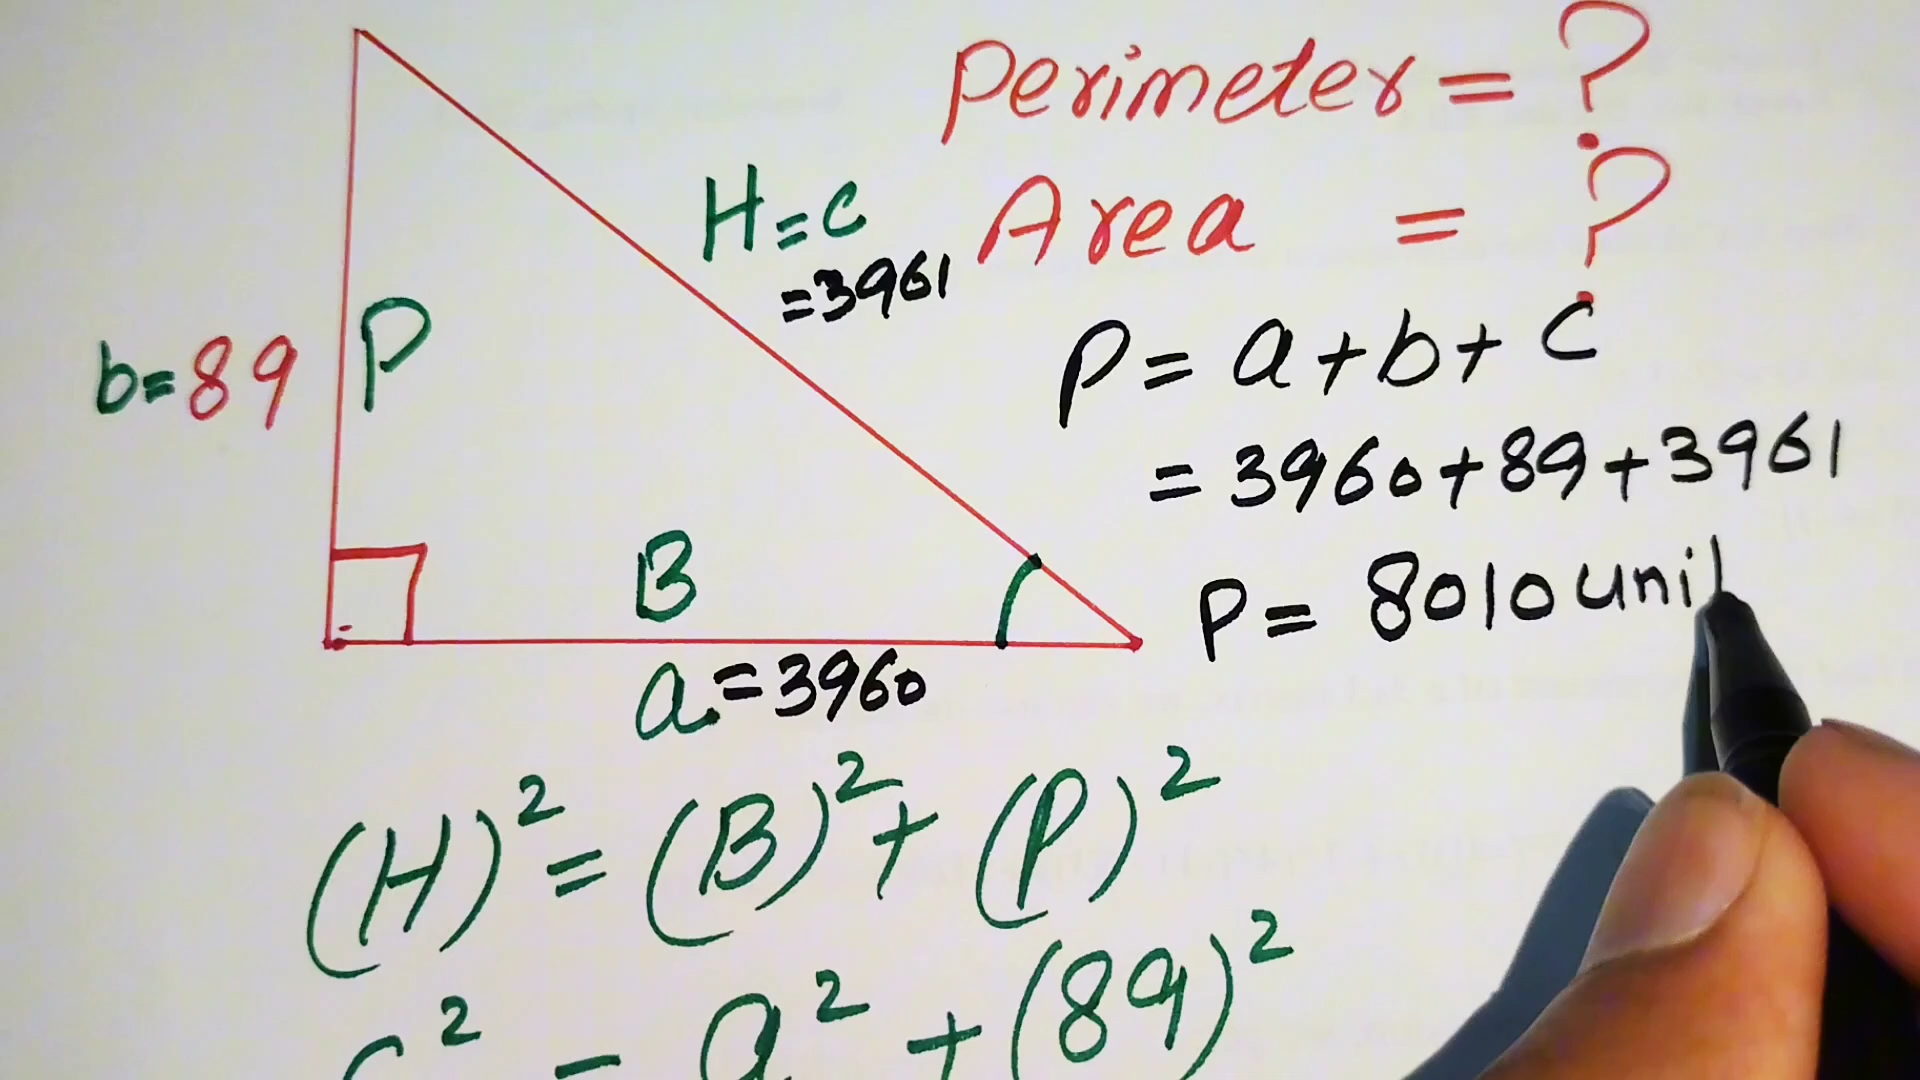 Perimeter = ?
Area = ?
H = c
= 3961
b = 89
P
B
a = 3960
P = a + b + c
= 3960 + 89 + 3961
P = 8010 unit
(H)² = (B)² + (P)²
c² = a² + (89)²